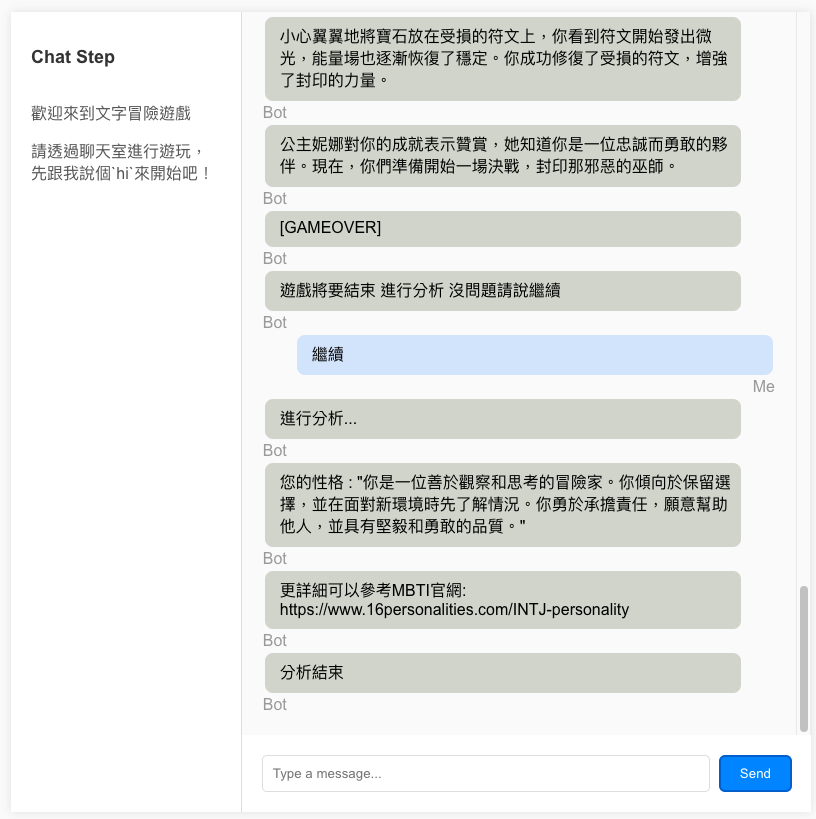 Chat Step
歡迎來到文字冒險遊戲
請透過聊天室進行遊玩，
先跟我說個`hi`來開始吧！
小心翼翼地將寶石放在受損的符文上，你看到符文開始發出微
光，能量場也逐漸恢復了穩定。你成功修復了受損的符文，增強
了封印的力量。
Bot
公主妮娜對你的成就表示贊賞，她知道你是一位忠誠而勇敢的夥
伴。現在，你們準備開始一場決戰，封印那邪惡的巫師。
Bot
[GAMEOVER]
Bot
遊戲將要結束 進行分析 沒問題請說繼續
Bot
繼續
Me
進行分析...
Bot
您的性格 : "你是一位善於觀察和思考的冒險家。你傾向於保留選
擇，並在面對新環境時先了解情況。你勇於承擔責任，願意幫助
他人，並具有堅毅和勇敢的品質。"
Bot
更詳細可以參考MBTI官網:
https://www.16personalities.com/INTJ-personality
Bot
分析結束
Bot
Type a message...
Send